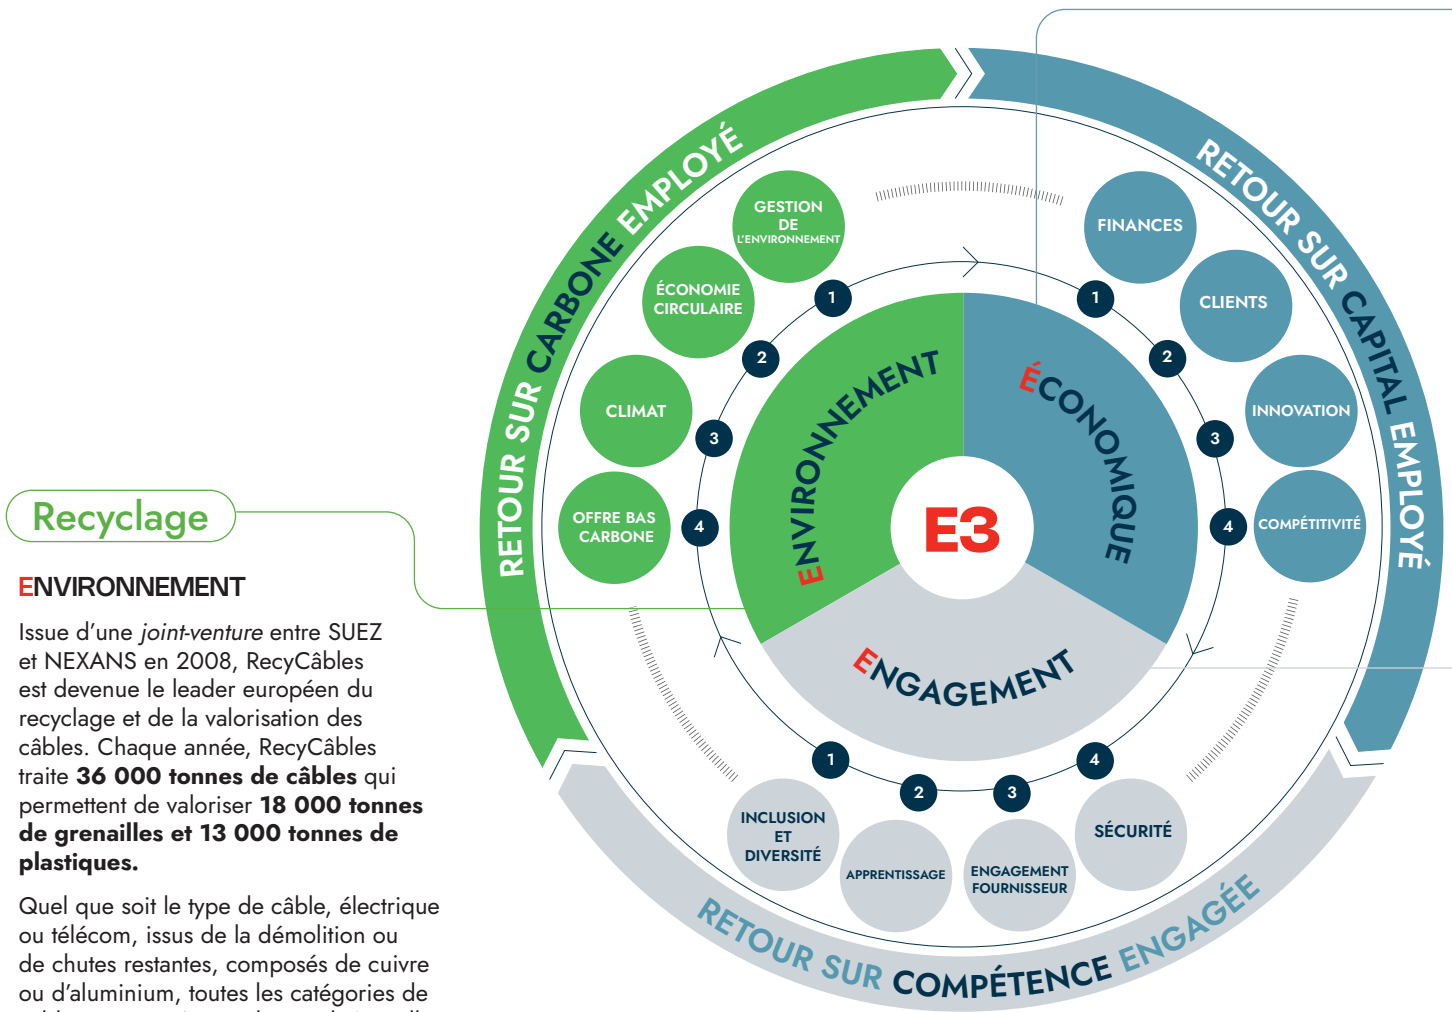 RETOUR SUR CARBONE EMPLOYÉ
RETOUR SUR CAPITAL EMPLOYÉ
GESTION
DE
L'ENVIRONNEMENT
ÉCONOMIE
CIRCULAIRE
CLIMAT
OFFRE BAS
CARBONE
1
2
3
4
FINANCES
CLIENTS
INNOVATION
COMPÉTITIVITÉ
1
2
3
4
ENVIRONNEMENT
ÉCONOMIQUE
E3
ENGAGEMENT
1
2
3
4
INCLUSION
ET
DIVERSITÉ
APPRENTISSAGE
ENGAGEMENT
FOURNISSEUR
SÉCURITÉ
RETOUR SUR COMPÉTENCE ENGAGÉE
Recyclage
ENVIRONNEMENT
Issue d'une joint-venture entre SUEZ
et NEXANS en 2008, RecyCâbles
est devenue le leader européen du
recyclage et de la valorisation des
câbles. Chaque année, RecyCâbles
traite 36 000 tonnes de câbles qui
permettent de valoriser 18 000 tonnes
de grenailles et 13 000 tonnes de
plastiques.
Quel que soit le type de câble, électrique
ou télécom, issus de la démolition ou
de chutes restantes, composés de cuivre
ou d'aluminium, toutes les catégories de